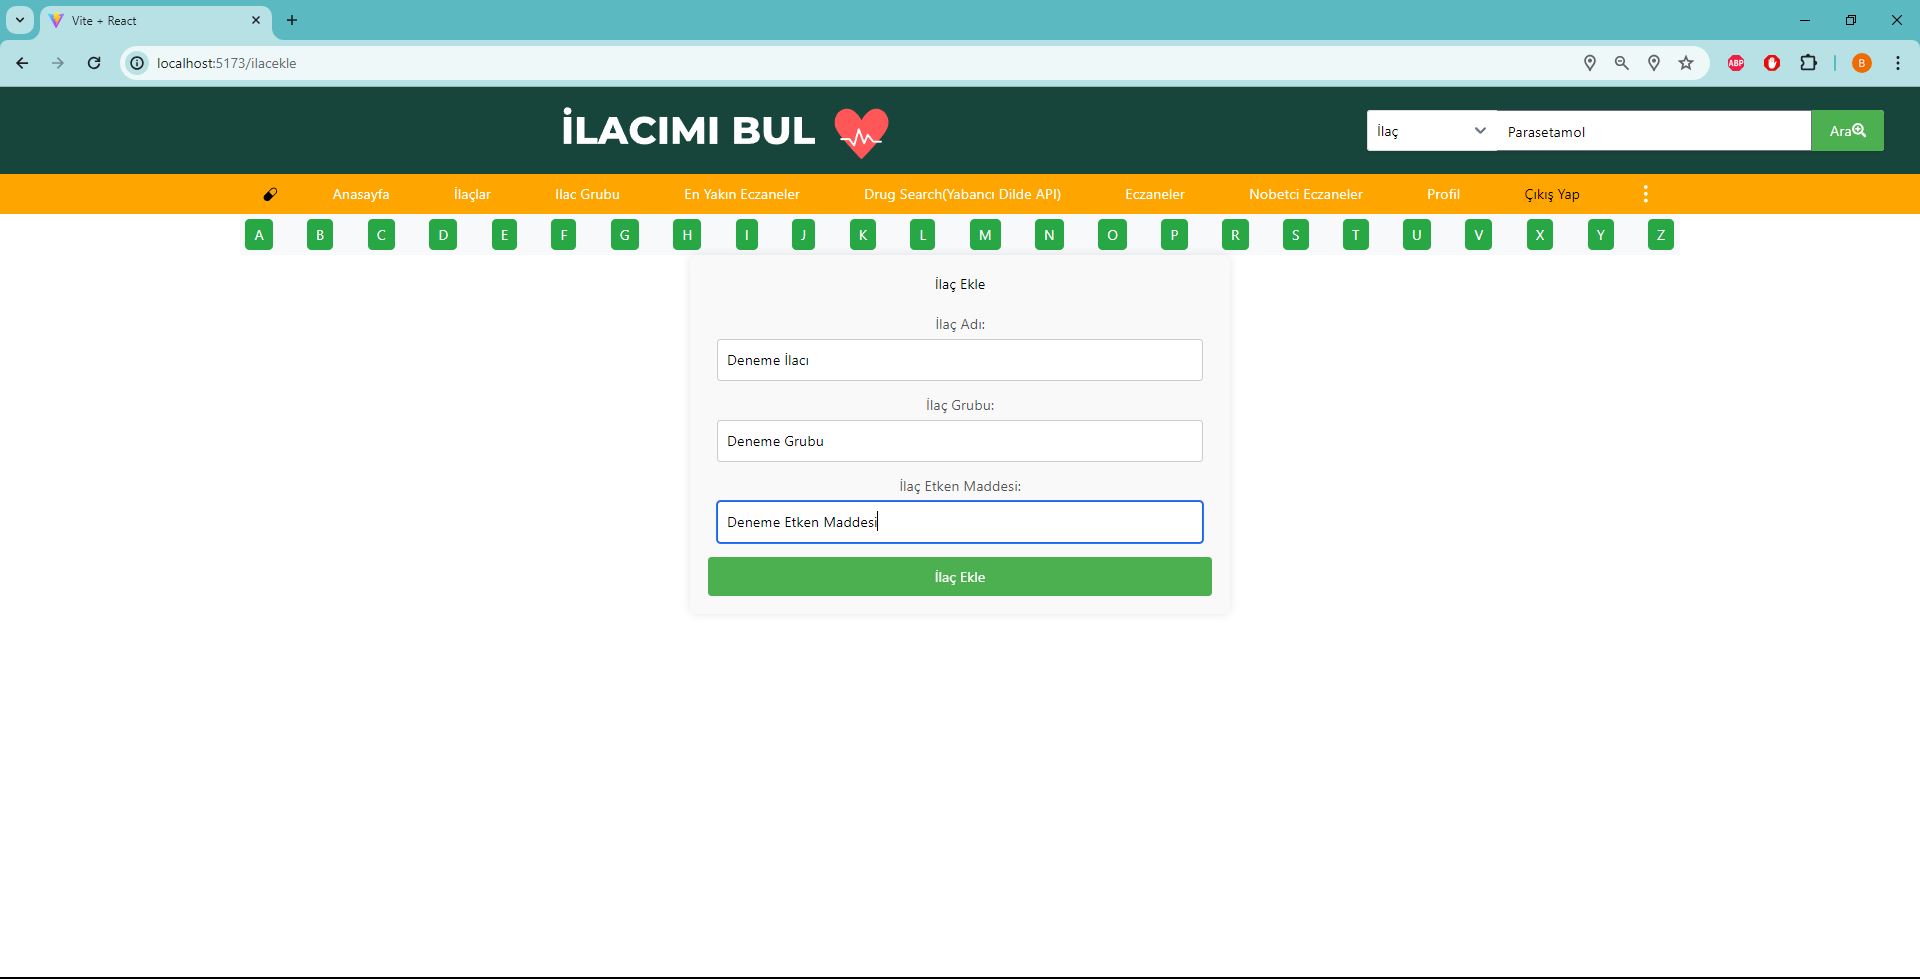 Vite + React
localhost:5173/ilacekle
ABP
B
İLACIMI BUL
İlaç
Parasetamol
Ara
Anasayfa
İlaçlar
Ilac Grubu
En Yakın Eczaneler
Drug Search(Yabancı Dilde API)
Eczaneler
Nobetci Eczaneler
Profil
Çıkış Yap
A B C D E F G H I J K L M N O P R S T U V X Y Z
İlaç Ekle
İlaç Adı:
Deneme İlacı
İlaç Grubu:
Deneme Grubu
İlaç Etken Maddesi:
Deneme Etken Maddesi
İlaç Ekle